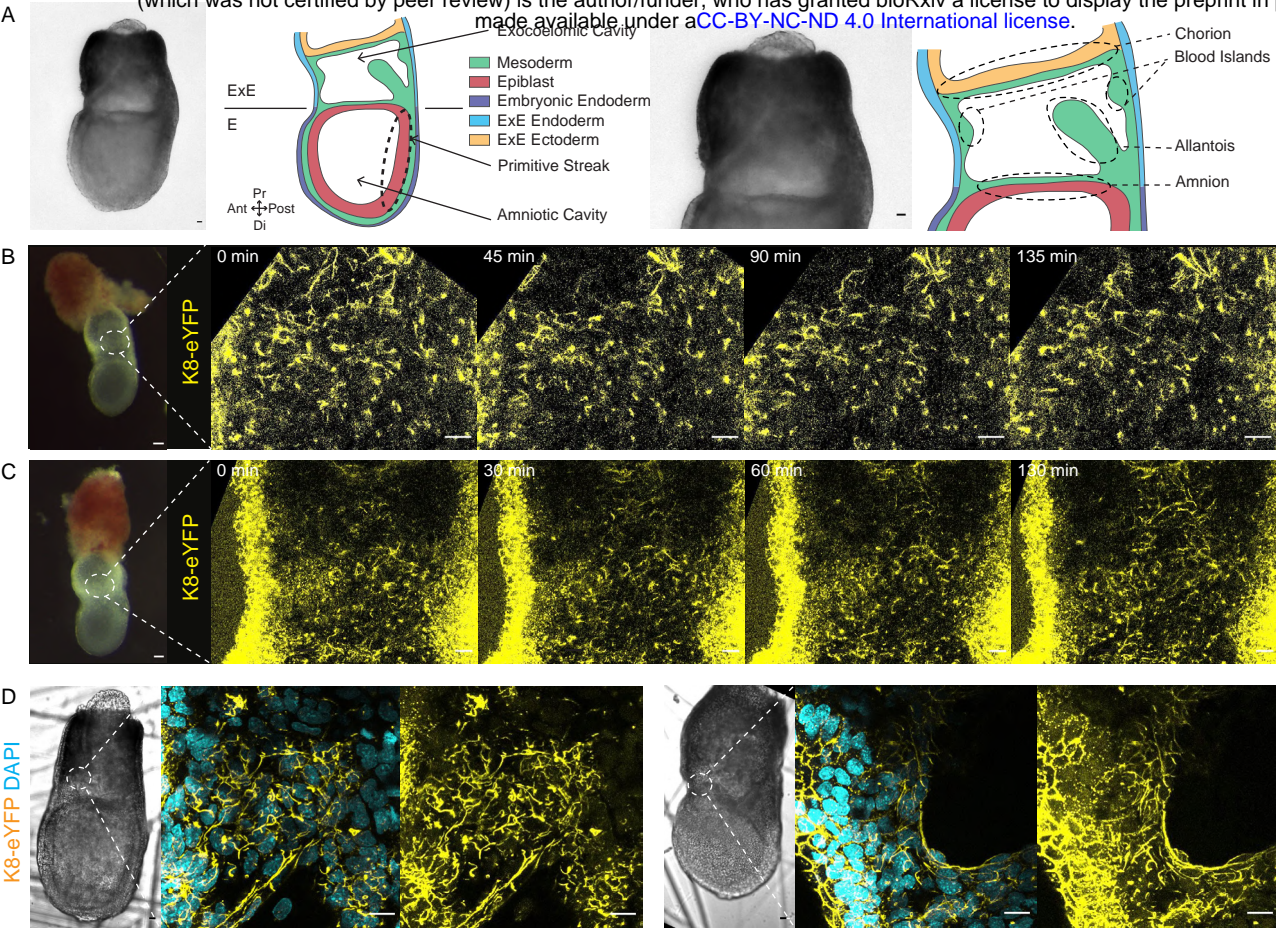 (which was not certified by peer review) is the author/funder, who has granted bioRxiv a license to display the preprint in
made available under aCC-BY-NC-ND 4.0 International license.
A
Exocoelomic Cavity
Mesoderm
Epiblast
Embryonic Endoderm
ExE Endoderm
ExE Ectoderm
Primitive Streak
Amniotic Cavity
ExE
E
Pr
Ant Post
Di
Chorion
Blood Islands
Allantois
Amnion
B
K8-eYFP
0 min
45 min
90 min
135 min
C
K8-eYFP
0 min
30 min
60 min
130 min
D
K8-eYFP DAPI